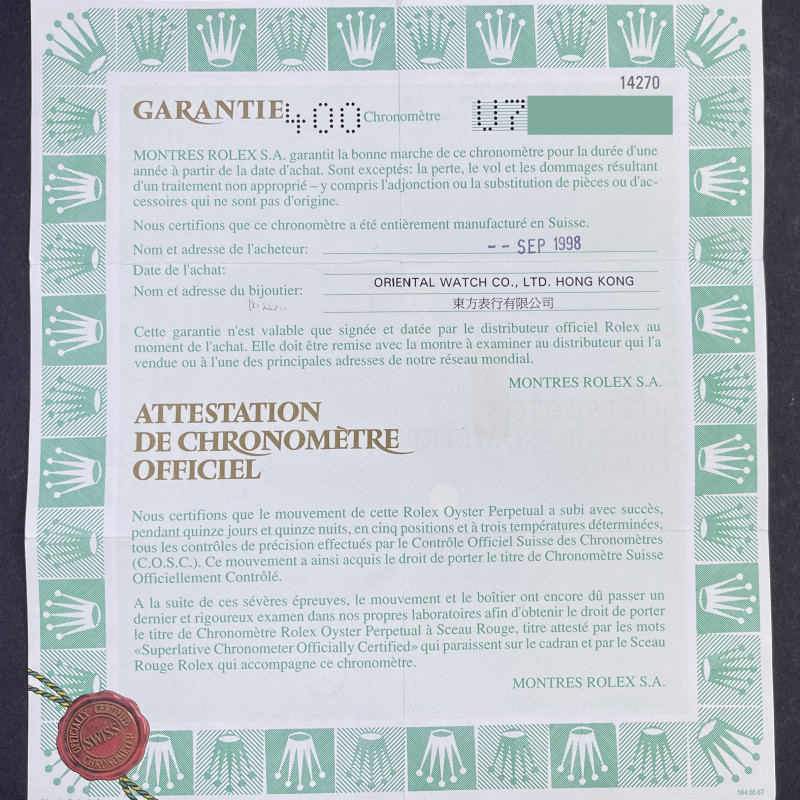 14270
GARANTIE 400 Chronomètre U7
MONTRES ROLEX S.A. garantit la bonne marche de ce chronomètre pour la durée d'une
année à partir de la date d'achat. Sont exceptés: la perte, le vol et les dommages résultant
d'un traitement non approprié – y compris l'adjonction ou la substitution de pièces ou d'ac-
cessoires qui ne sont pas d'origine.
Nous certifions que ce chronomètre a été entièrement manufacturé en Suisse.
Nom et adresse de l'acheteur:
-- SEP 1998
Date de l'achat:
Nom et adresse du bijoutier: ORIENTAL WATCH CO., LTD. HONG KONG
東方表行有限公司
Cette garantie n'est valable que signée et datée par le distributeur officiel Rolex au
moment de l'achat. Elle doit être remise avec la montre à examiner au distributeur qui l'a
vendue ou à l'une des principales adresses de notre réseau mondial.
MONTRES ROLEX S.A.
ATTESTATION
DE CHRONOMÈTRE
OFFICIEL
Nous certifions que le mouvement de cette Rolex Oyster Perpetual a subi avec succès,
pendant quinze jours et quinze nuits, en cinq positions et à trois températures déterminées,
tous les contrôles de précision effectués par le Contrôle Officiel Suisse des Chronomètres
(C.O.S.C.). Ce mouvement a ainsi acquis le droit de porter le titre de Chronomètre Suisse
Officiellement Contrôlé.
A la suite de ces sévères épreuves, le mouvement et le boîtier ont encore dû passer un
dernier et rigoureux examen dans nos propres laboratoires afin d'obtenir le droit de porter
le titre de Chronomètre Rolex Oyster Perpetual à Sceau Rouge, titre attesté par les mots
«Superlative Chronometer Officially Certified» qui paraissent sur le cadran et par le Sceau
Rouge Rolex qui accompagne ce chronomètre.
MONTRES ROLEX S.A.
OFFICIALLY CERTIFIED
SWISS
CHRONOMETER
564.00.67